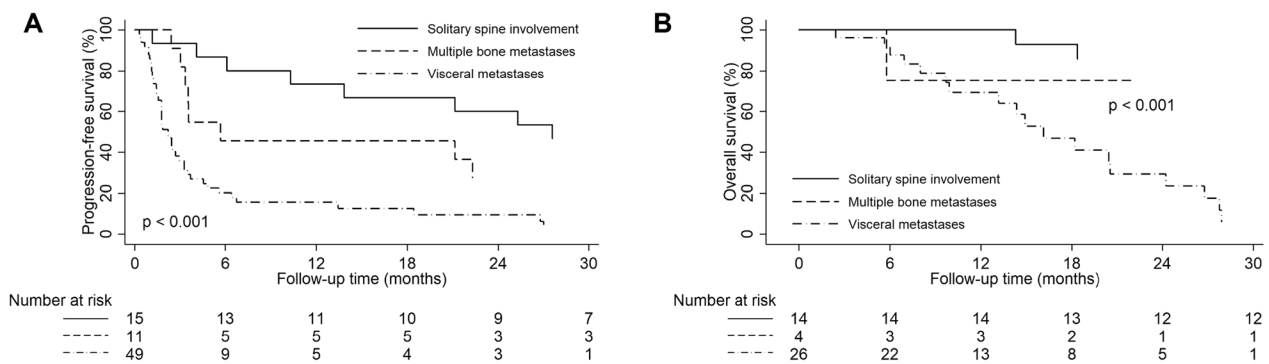 A
Progression-free survival (%)
100
80
60
40
20
0
Solitary spine involvement
Multiple bone metastases
Visceral metastases
p < 0.001
0 6 12 18 24 30
Follow-up time (months)
Number at risk
15 13 11 10 9 7
11 5 5 5 3 3
49 9 5 4 3 1
B
Overall survival (%)
100
80
60
40
20
0
p < 0.001
Solitary spine involvement
Multiple bone metastases
Visceral metastases
0 6 12 18 24 30
Follow-up time (months)
Number at risk
14 14 14 13 12 12
4 3 3 2 1 1
26 22 13 8 5 1